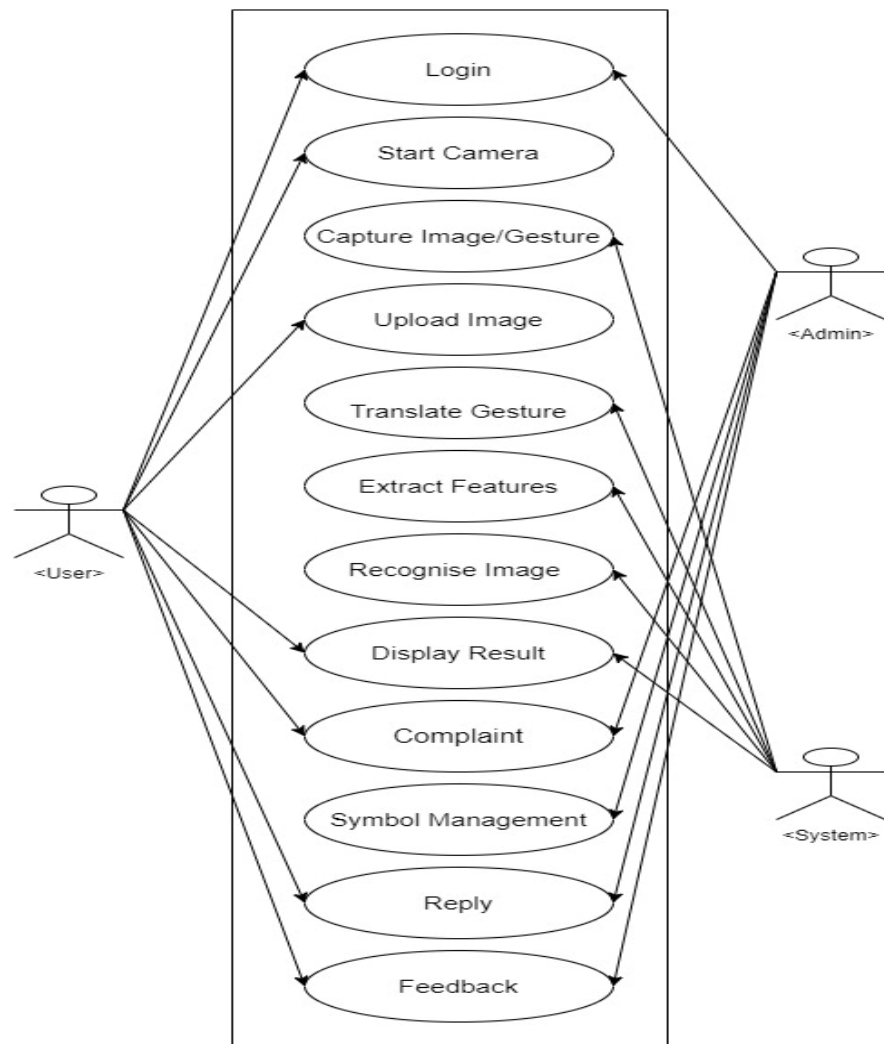 Login
Start Camera
Capture Image/Gesture
<Admin>
Upload Image
Translate Gesture
Extract Features
<User>
Recognise Image
Display Result
Complaint
Symbol Management
<System>
Reply
Feedback